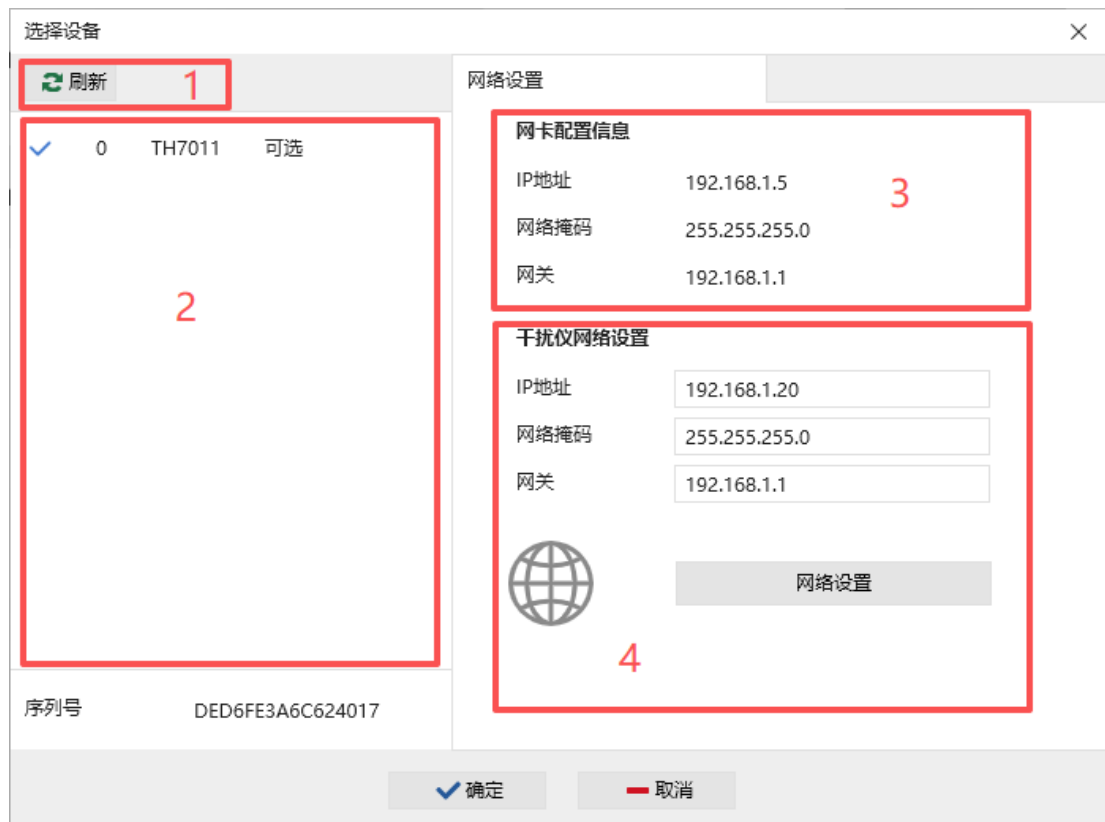 选择设备
刷新 1
0 TH7011 可选
2
序列号 DED6FE3A6C624017
网络设置
网卡配置信息
IP地址 192.168.1.5
3
网络掩码 255.255.255.0
网关 192.168.1.1
干扰仪网络设置
IP地址 192.168.1.20
网络掩码 255.255.255.0
网关 192.168.1.1
网络设置
4
确定 取消